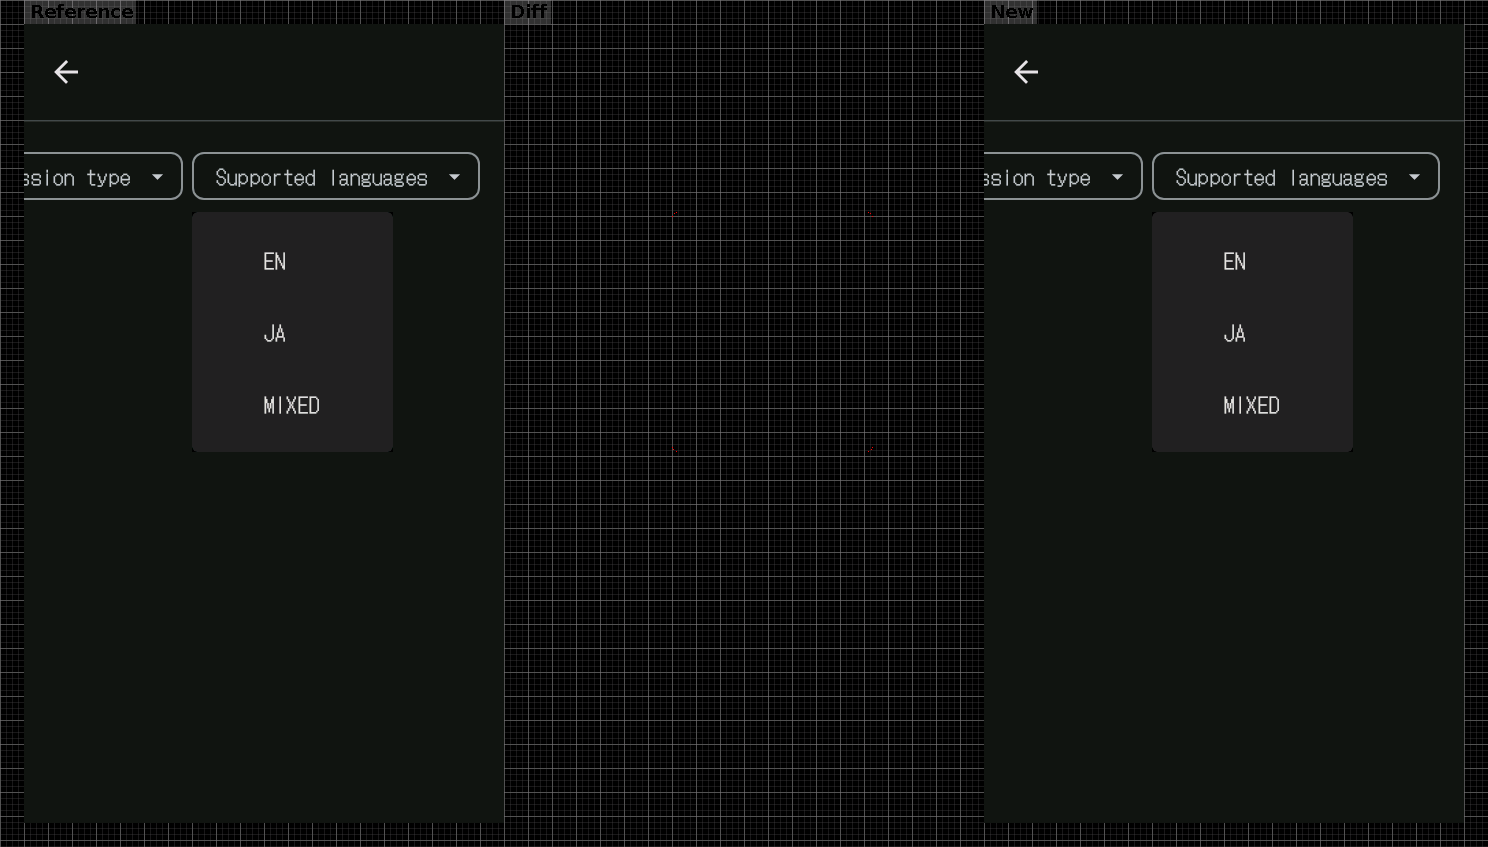 Reference
Diff
New
ssion type
Supported languages
ssion type
Supported languages
EN
JA
MIXED
EN
JA
MIXED